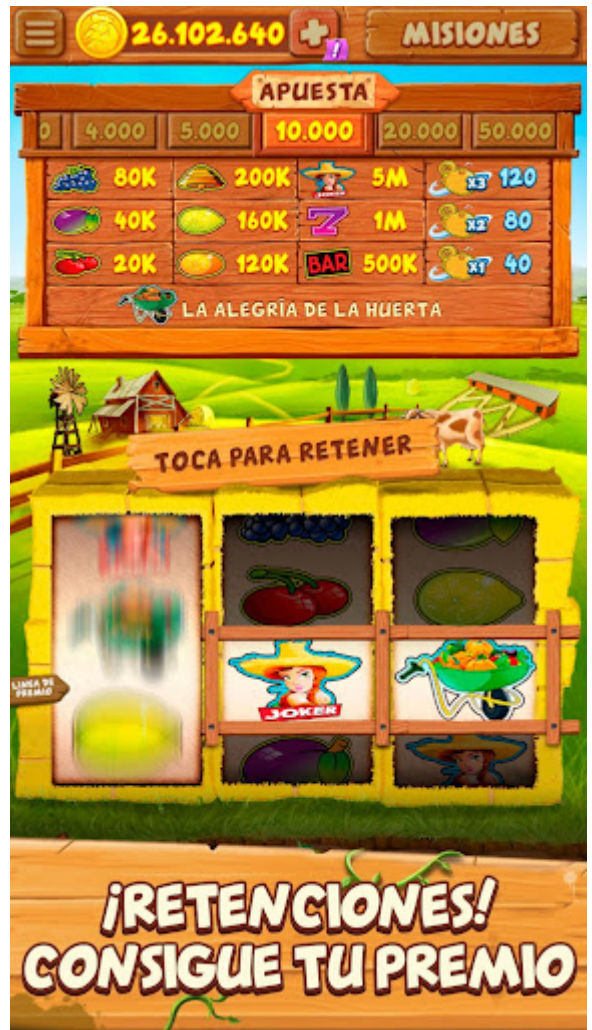 26.102.640
MISIONES
APUESTA
0 4.000 5.000 10.000 20.000 50.000
80K 200K 5M X3 120
40K 160K 7 1M X2 80
20K 120K BAR 500K X1 40
LA ALEGRÍA DE LA HUERTA
TOCA PARA RETENER
LINEA DE
PREMIO
JOKER
¡RETENCIONES!
CONSIGUE TU PREMIO